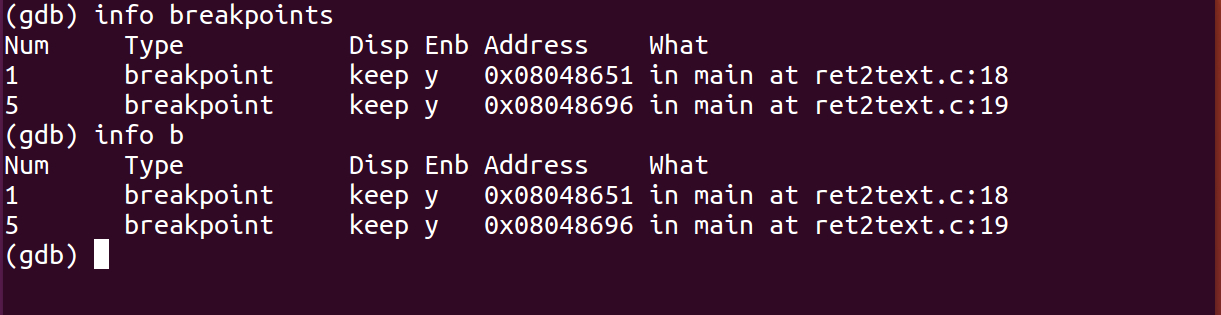 (gdb) info breakpoints
Num     Type           Disp Enb Address    What
1       breakpoint     keep y   0x08048651 in main at ret2text.c:18
5       breakpoint     keep y   0x08048696 in main at ret2text.c:19
(gdb) info b
Num     Type           Disp Enb Address    What
1       breakpoint     keep y   0x08048651 in main at ret2text.c:18
5       breakpoint     keep y   0x08048696 in main at ret2text.c:19
(gdb)